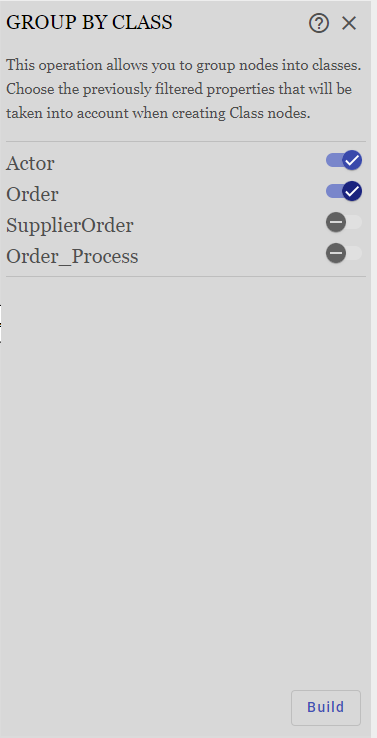 GROUP BY CLASS
This operation allows you to group nodes into classes.
Choose the previously filtered properties that will be
taken into account when creating Class nodes.
Actor
Order
SupplierOrder
Order_Process
Build